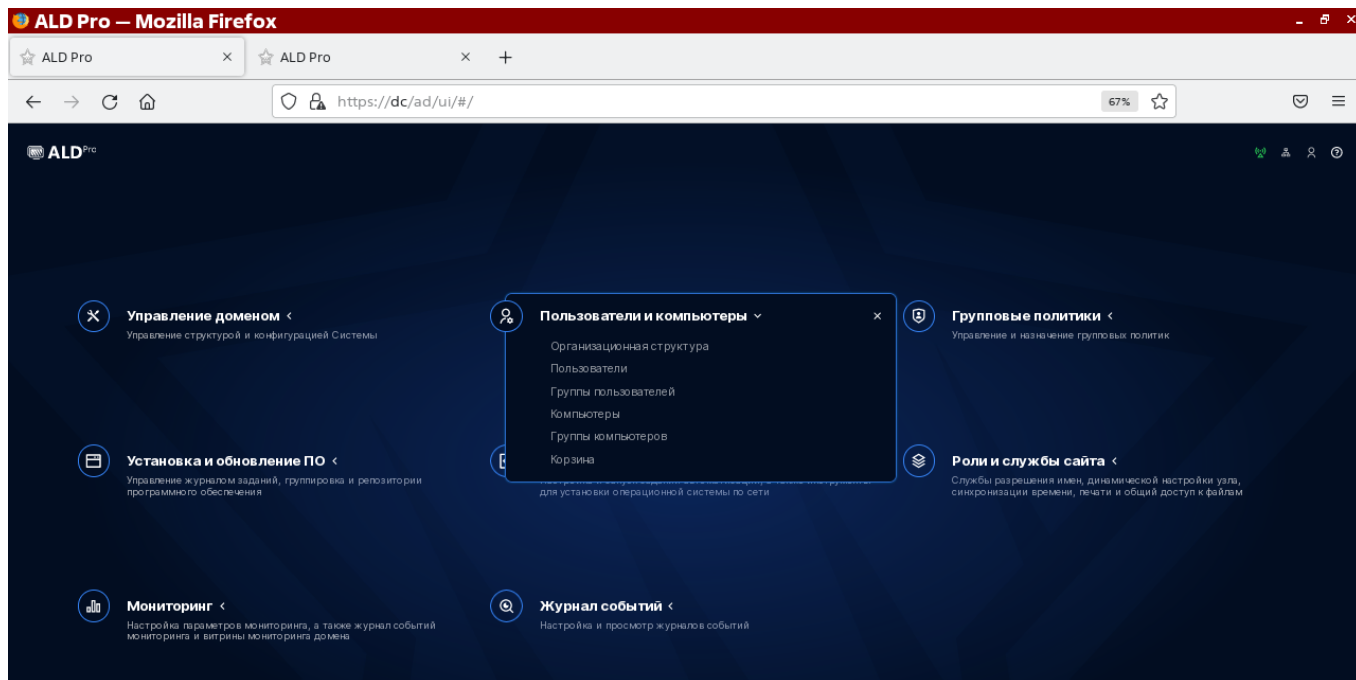 ALD Pro — Mozilla Firefox
ALD Pro
ALD Pro
https://dc/ad/ui/#/
67%
ALD Pro
Управление доменом
Управление структурой и конфигурацией Системы
Пользователи и компьютеры
Организационная структура
Пользователи
Группы пользователей
Компьютеры
Группы компьютеров
Корзина
Групповые политики
Управление и назначение групповых политик
Установка и обновление ПО
Управление журналом заданий, группировка и репозитории
программного обеспечения
для установки операционной системы по сети
Роли и службы сайта
Службы разрешения имен, динамической настройки узла,
синхронизации времени, печати и общий доступ к файлам
Мониторинг
Настройка параметров мониторинга, а также журнал событий
мониторинга и витрины мониторинга домена
Журнал событий
Настройка и просмотр журналов событий